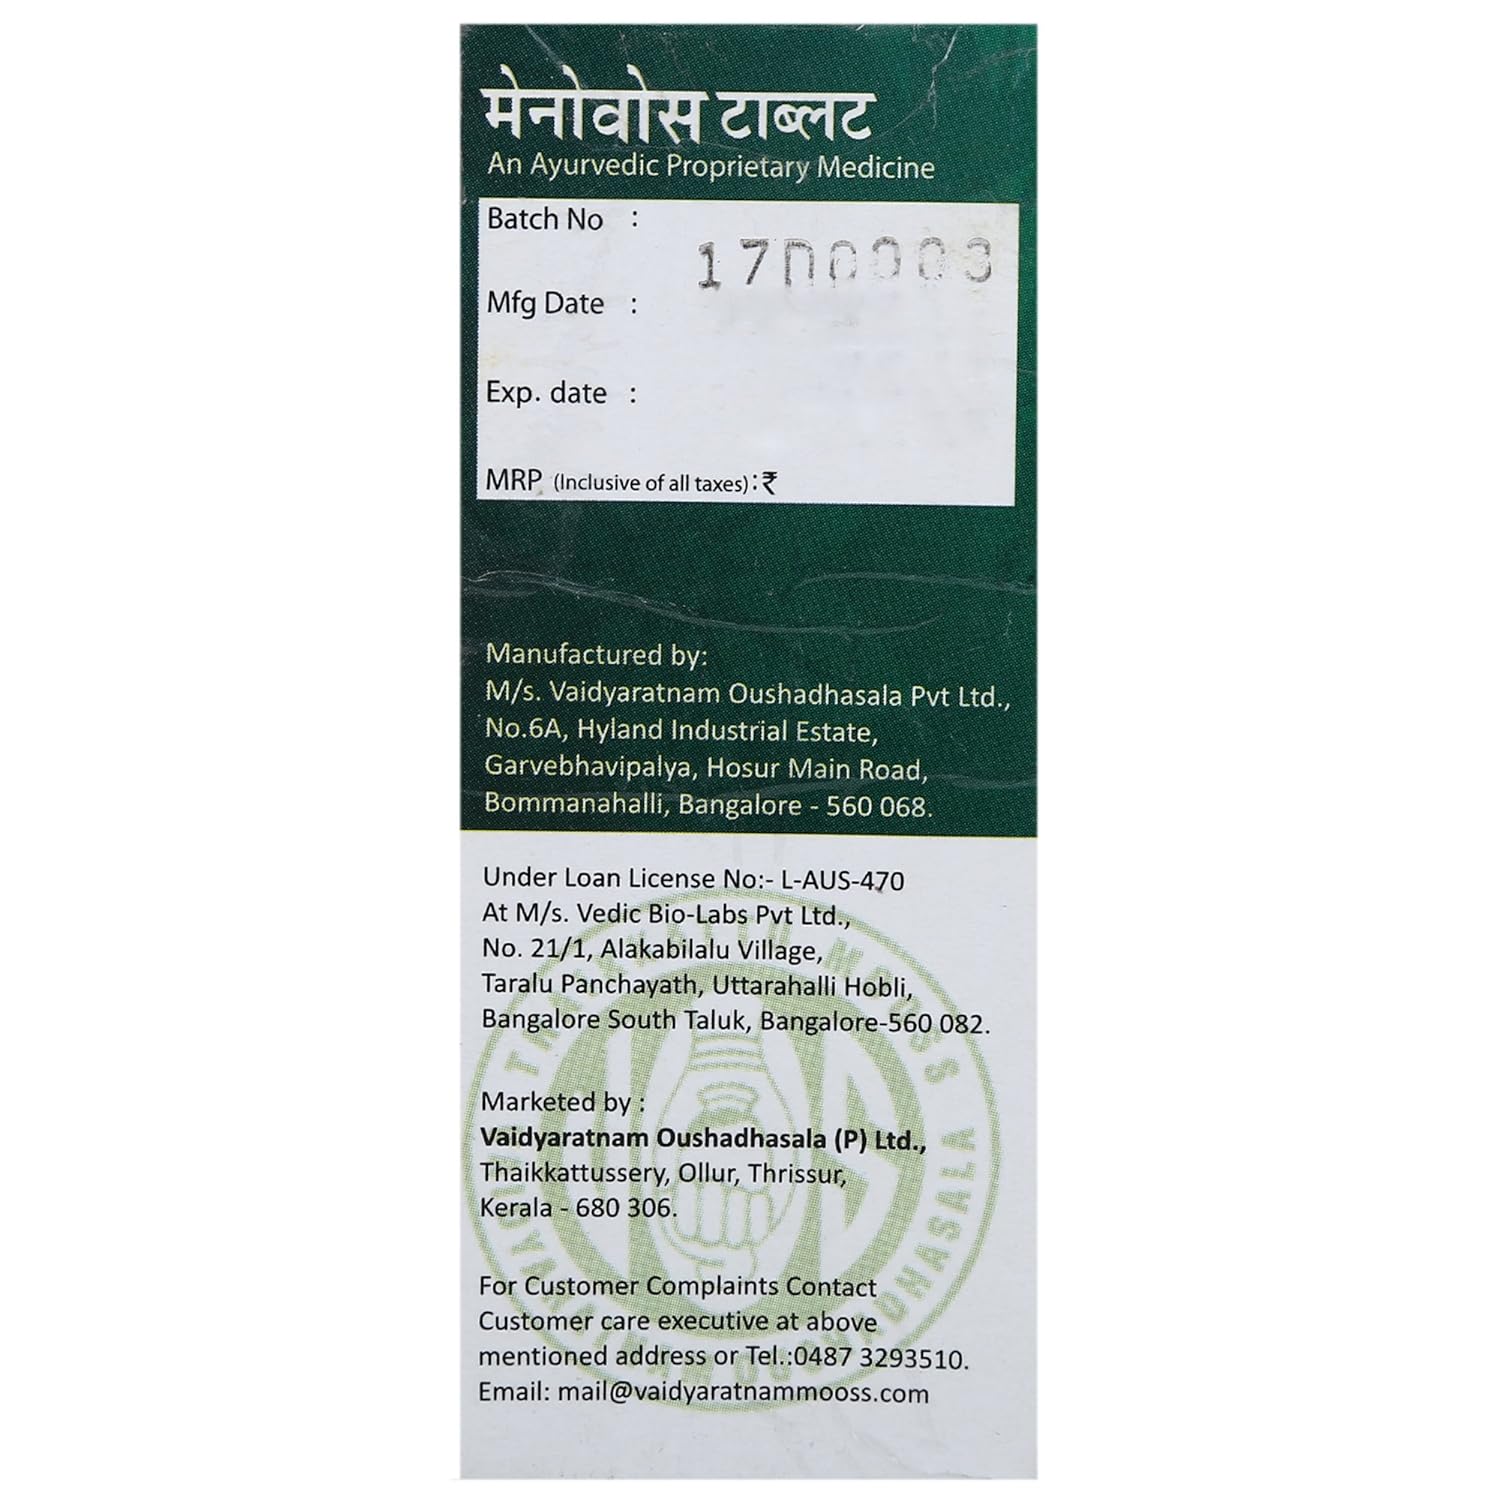 मेनोवोस टाब्लट
An Ayurvedic Proprietary Medicine
Batch No :
17D0003
Mfg Date :
Exp. date :
MRP (Inclusive of all taxes):₹
Manufactured by:
M/s. Vaidyaratnam Oushadhasala Pvt Ltd.,
No.6A, Hyland Industrial Estate,
Garvebhavipalya, Hosur Main Road,
Bommanahalli, Bangalore - 560 068.
Under Loan License No:- L-AUS-470
At M/s. Vedic Bio-Labs Pvt Ltd.,
No. 21/1, Alakabilalu Village,
Taralu Panchayath, Uttarahalli Hobli,
Bangalore South Taluk, Bangalore-560 082.
Marketed by :
Vaidyaratnam Oushadhasala (P) Ltd.,
Thaikkattussery, Ollur, Thrissur,
Kerala - 680 306.
For Customer Complaints Contact
Customer care executive at above
mentioned address or Tel.:0487 3293510.
Email: mail@vaidyaratnammooss.com